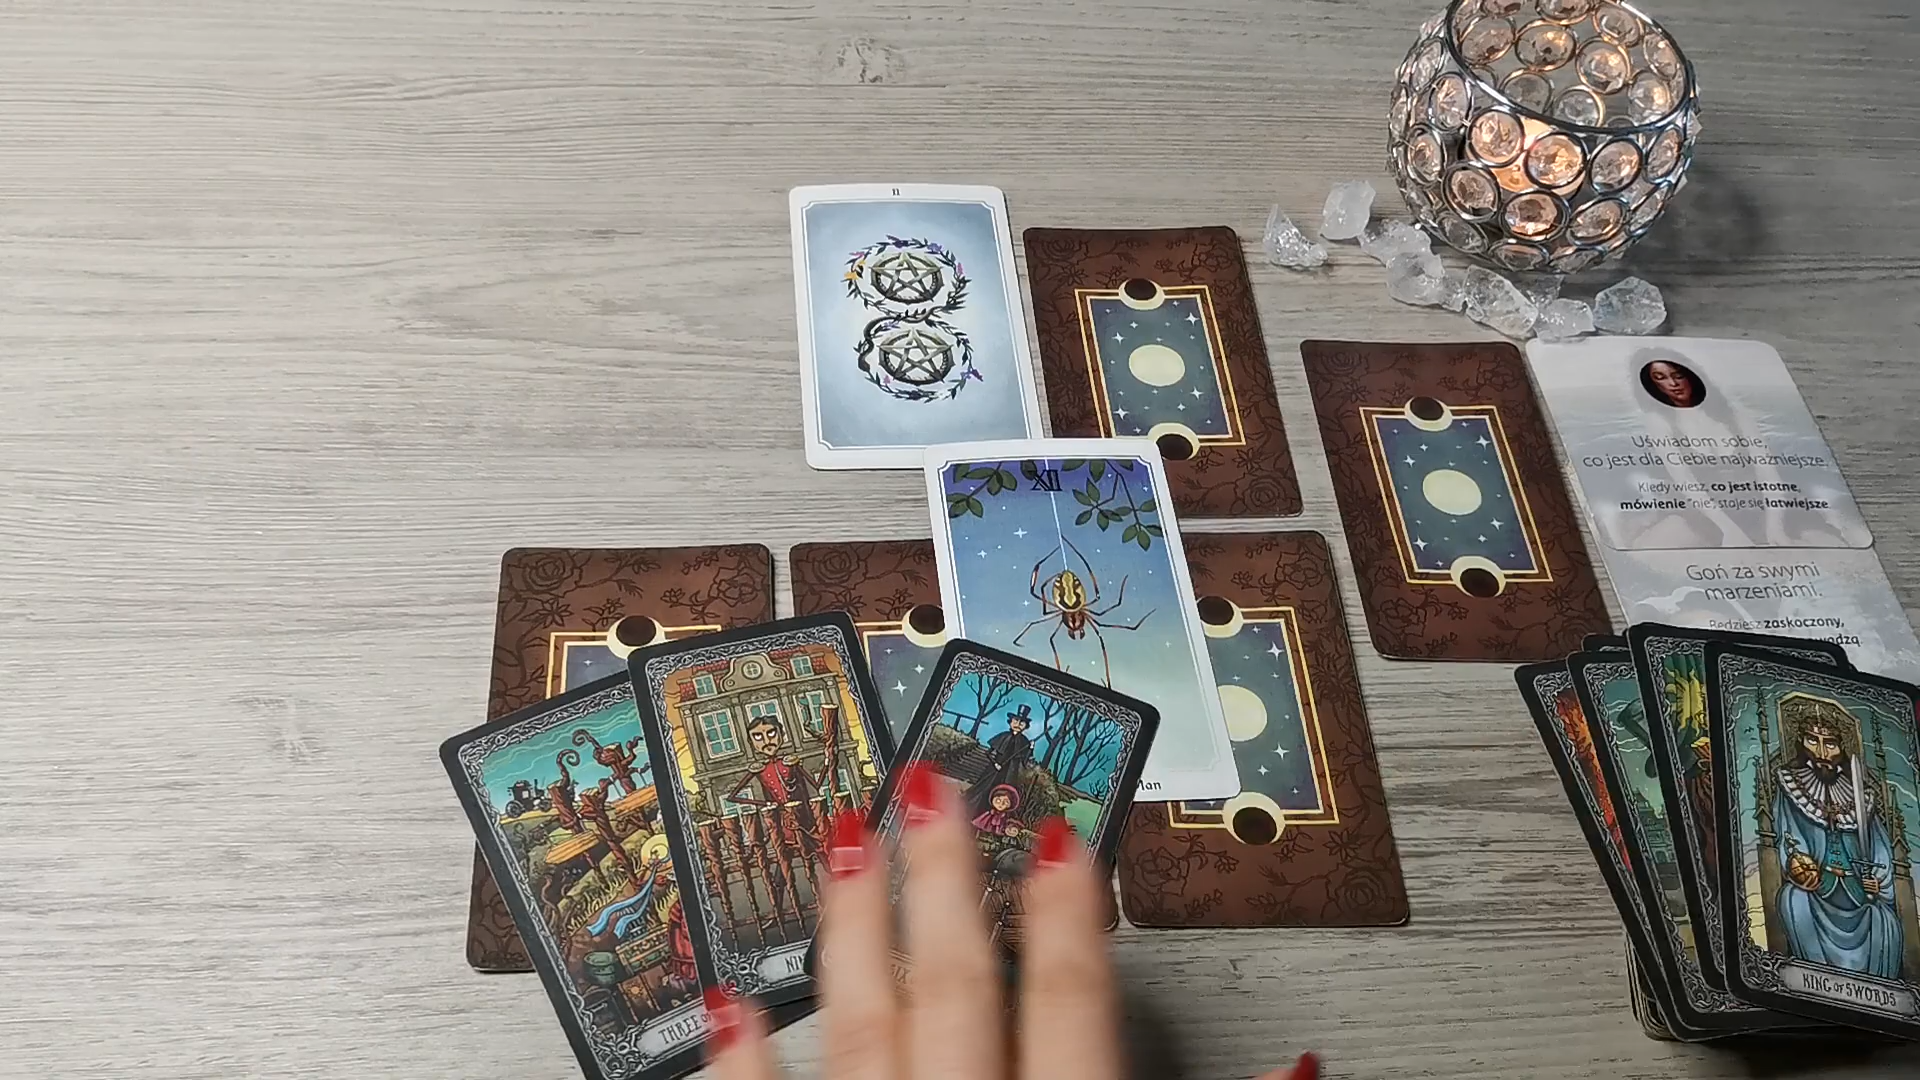 II
XII
Man
Uświadom sobie,
co jest dla Ciebie najważniejsze.
Kiedy wiesz, co jest istotne,
mówienie "nie", staje się łatwiejsze
Goń za swymi
marzeniami.
Będziesz zaskoczony,
THREE
KING OF SWORDS